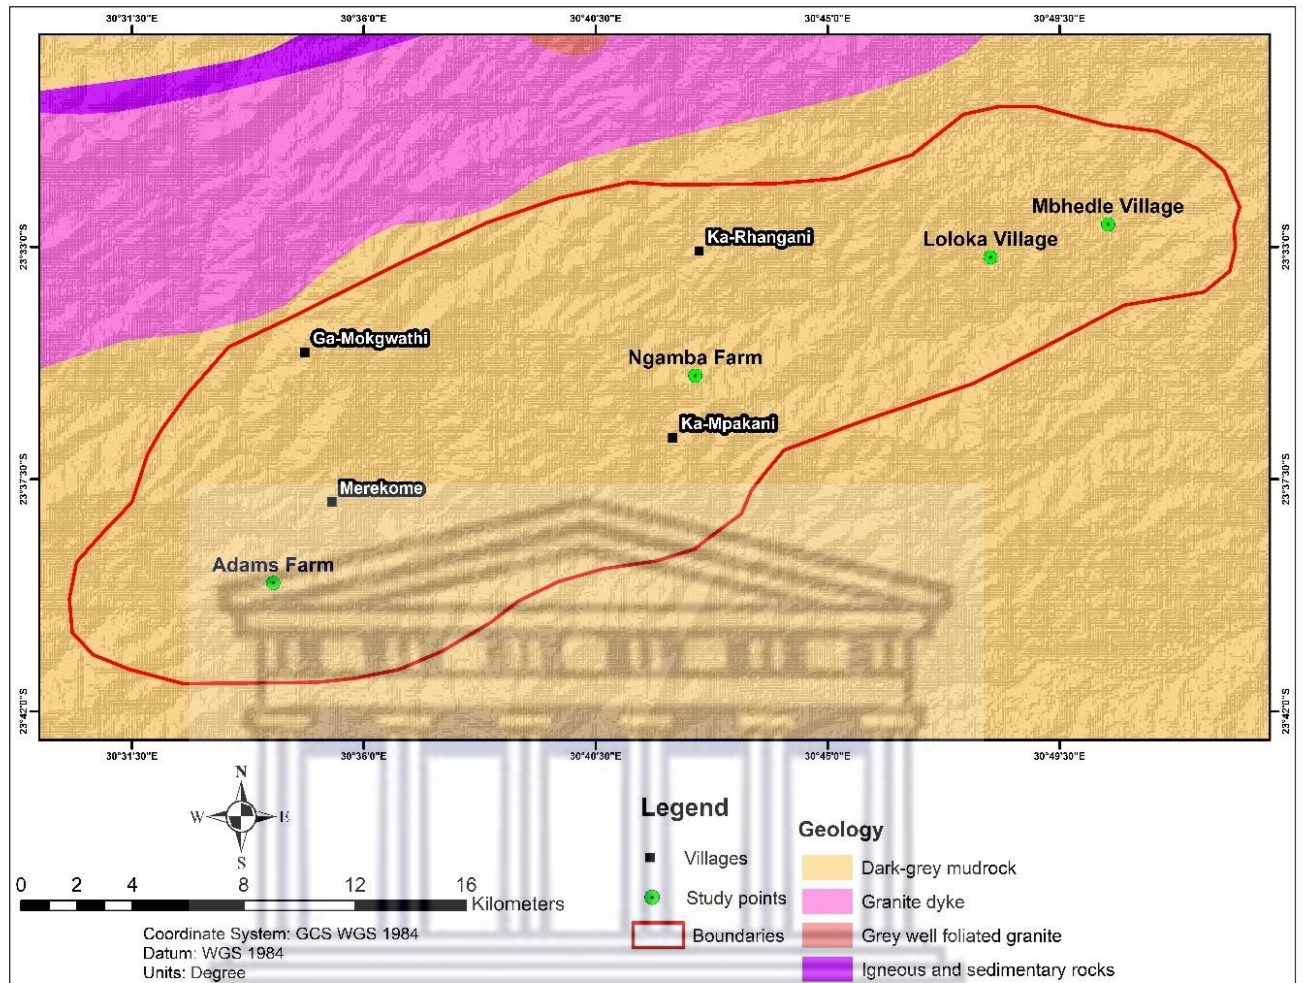 30°31'30"E 30°36'0"E 30°40'30"E 30°45'0"E 30°49'30"E
Mbhedle Village
Ka-Rhangani
Loloka Village
23°33'0"S 23°33'0"S
Ga-Mokgwathi
Ngamba Farm
Ka-Mpakani
23°37'30"S 23°37'30"S
Merekome
Adams Farm
23°42'0"S 23°42'0"S
30°31'30"E 30°36'0"E 30°40'30"E 30°45'0"E 30°49'30"E
N
W E
S
0 2 4 8 12 16
Kilometers
Coordinate System: GCS WGS 1984
Datum: WGS 1984
Units: Degree
Legend
Villages
Study points
Boundaries
Geology
Dark-grey mudrock
Granite dyke
Grey well foliated granite
Igneous and sedimentary rocks